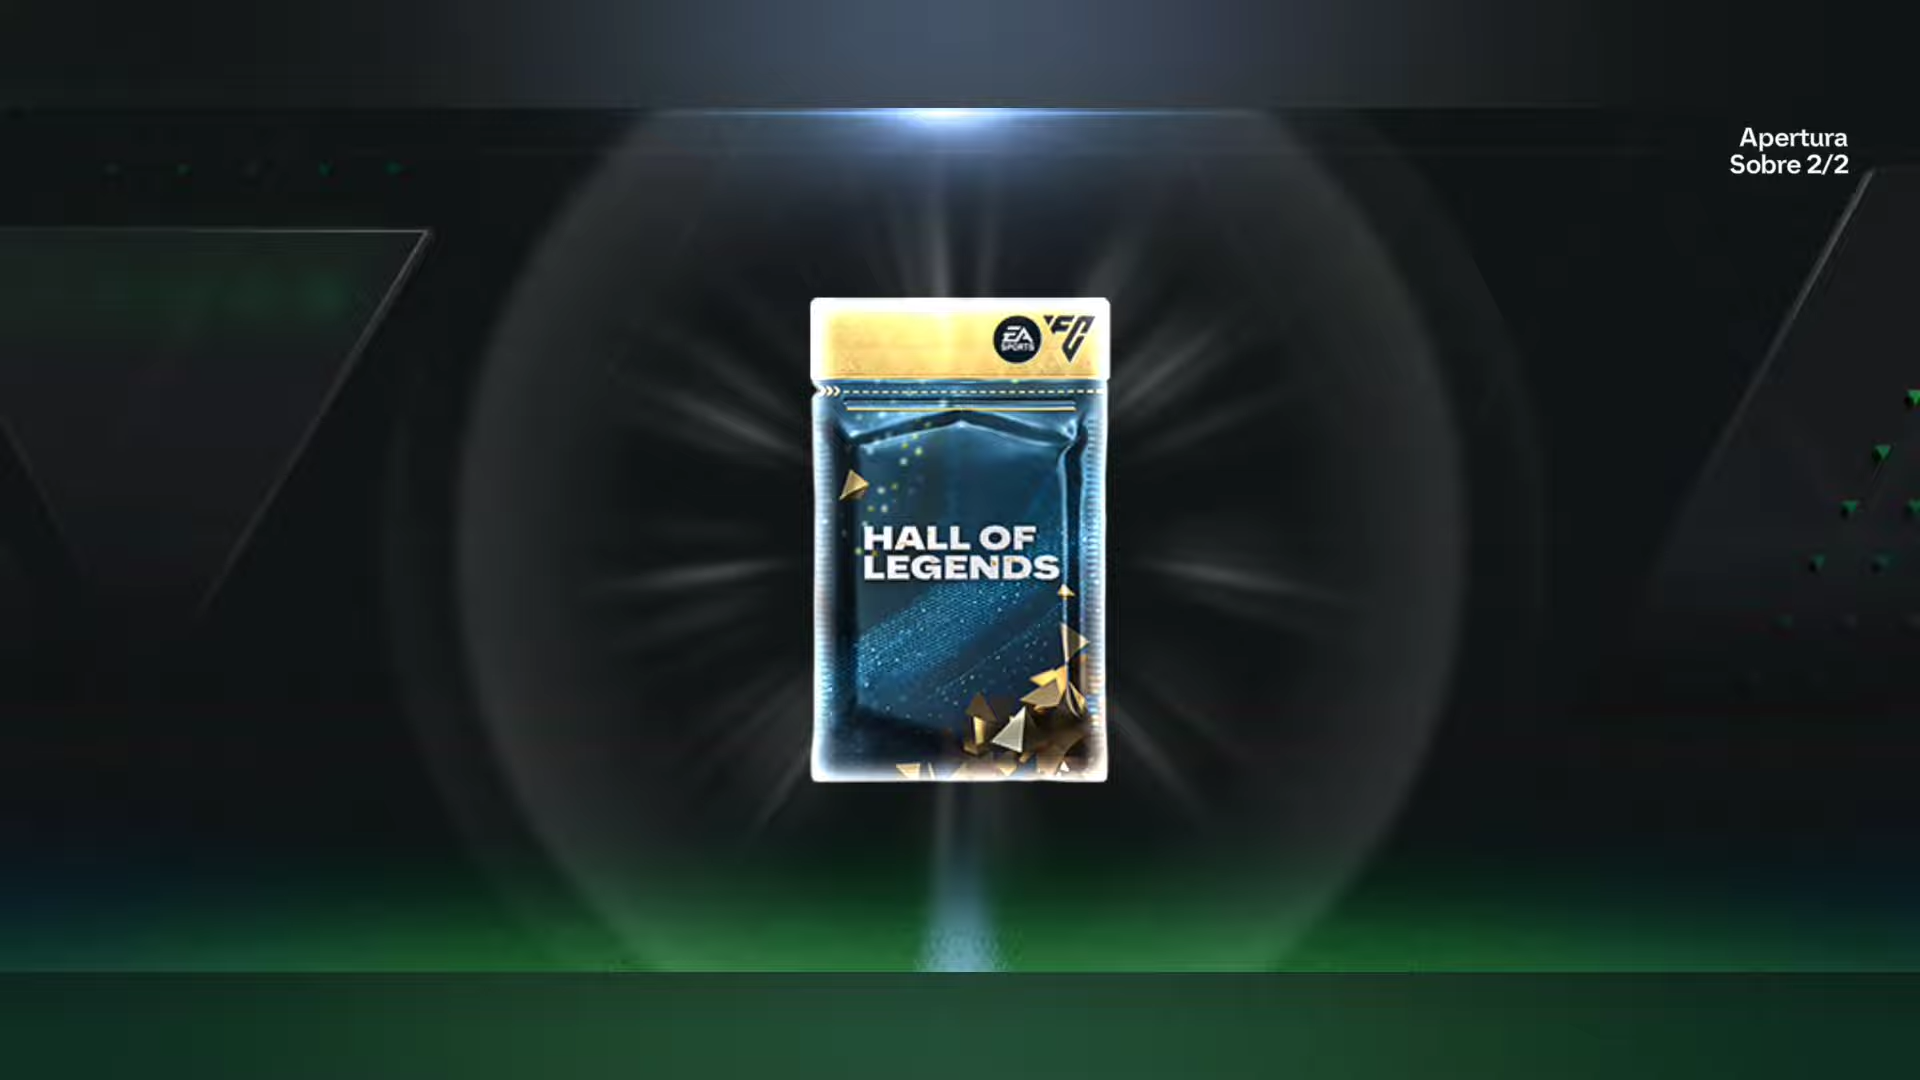 Apertura
Sobre 2/2
EA
SPORTS
FC
HALL OF
LEGENDS